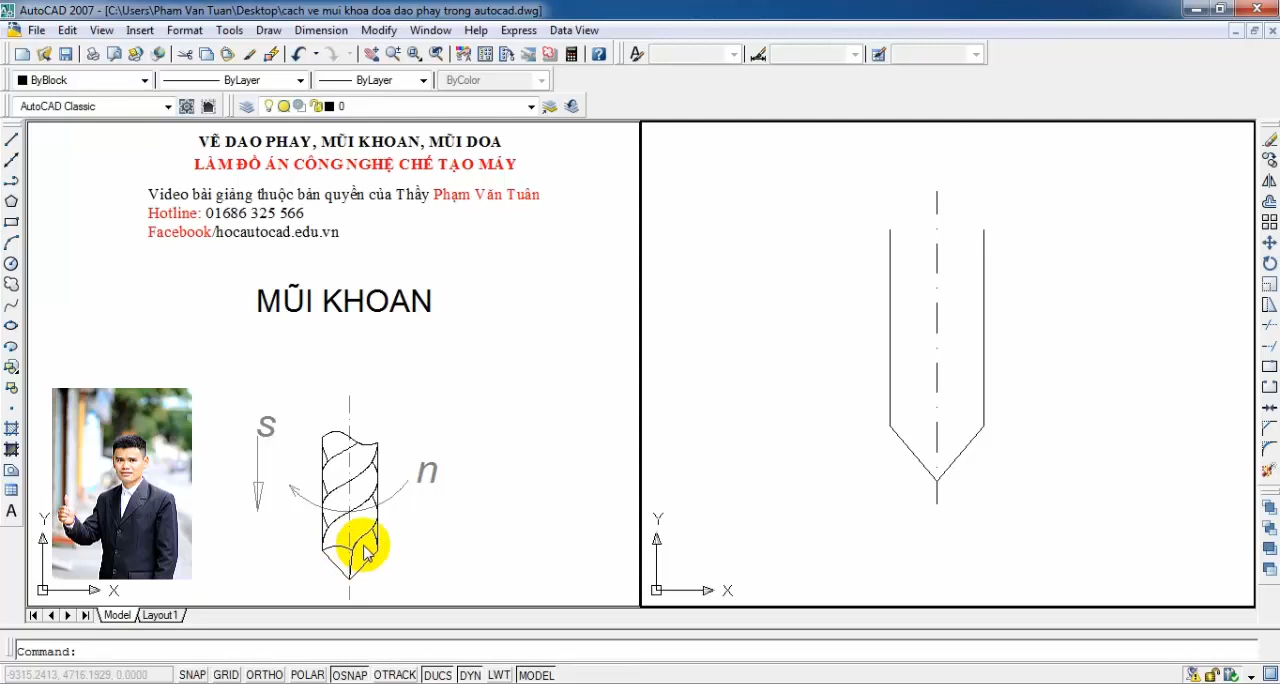 AutoCAD 2007 - [C:\Users\Pham Van Tuan\Desktop\cach ve mui khoa doa dao phay trong autocad.dwg]
File Edit View Insert Format Tools Draw Dimension Modify Window Help Express Data View
ByBlock ByLayer ByLayer ByColor
AutoCAD Classic 0
VẼ DAO PHAY, MŨI KHOAN, MŨI DOA
LÀM ĐỒ ÁN CÔNG NGHỆ CHẾ TẠO MÁY
Video bài giảng thuộc bản quyền của Thầy Phạm Văn Tuân
Hotline: 01686 325 566
Facebook/hocautocad.edu.vn
MŨI KHOAN
s
n
Y
X
Y
X
A
Model Layout1
Command:
-9315.2413, 4716.1929, 0.0000 SNAP GRID ORTHO POLAR OSNAP OTRACK DUCS DYN LWT MODEL